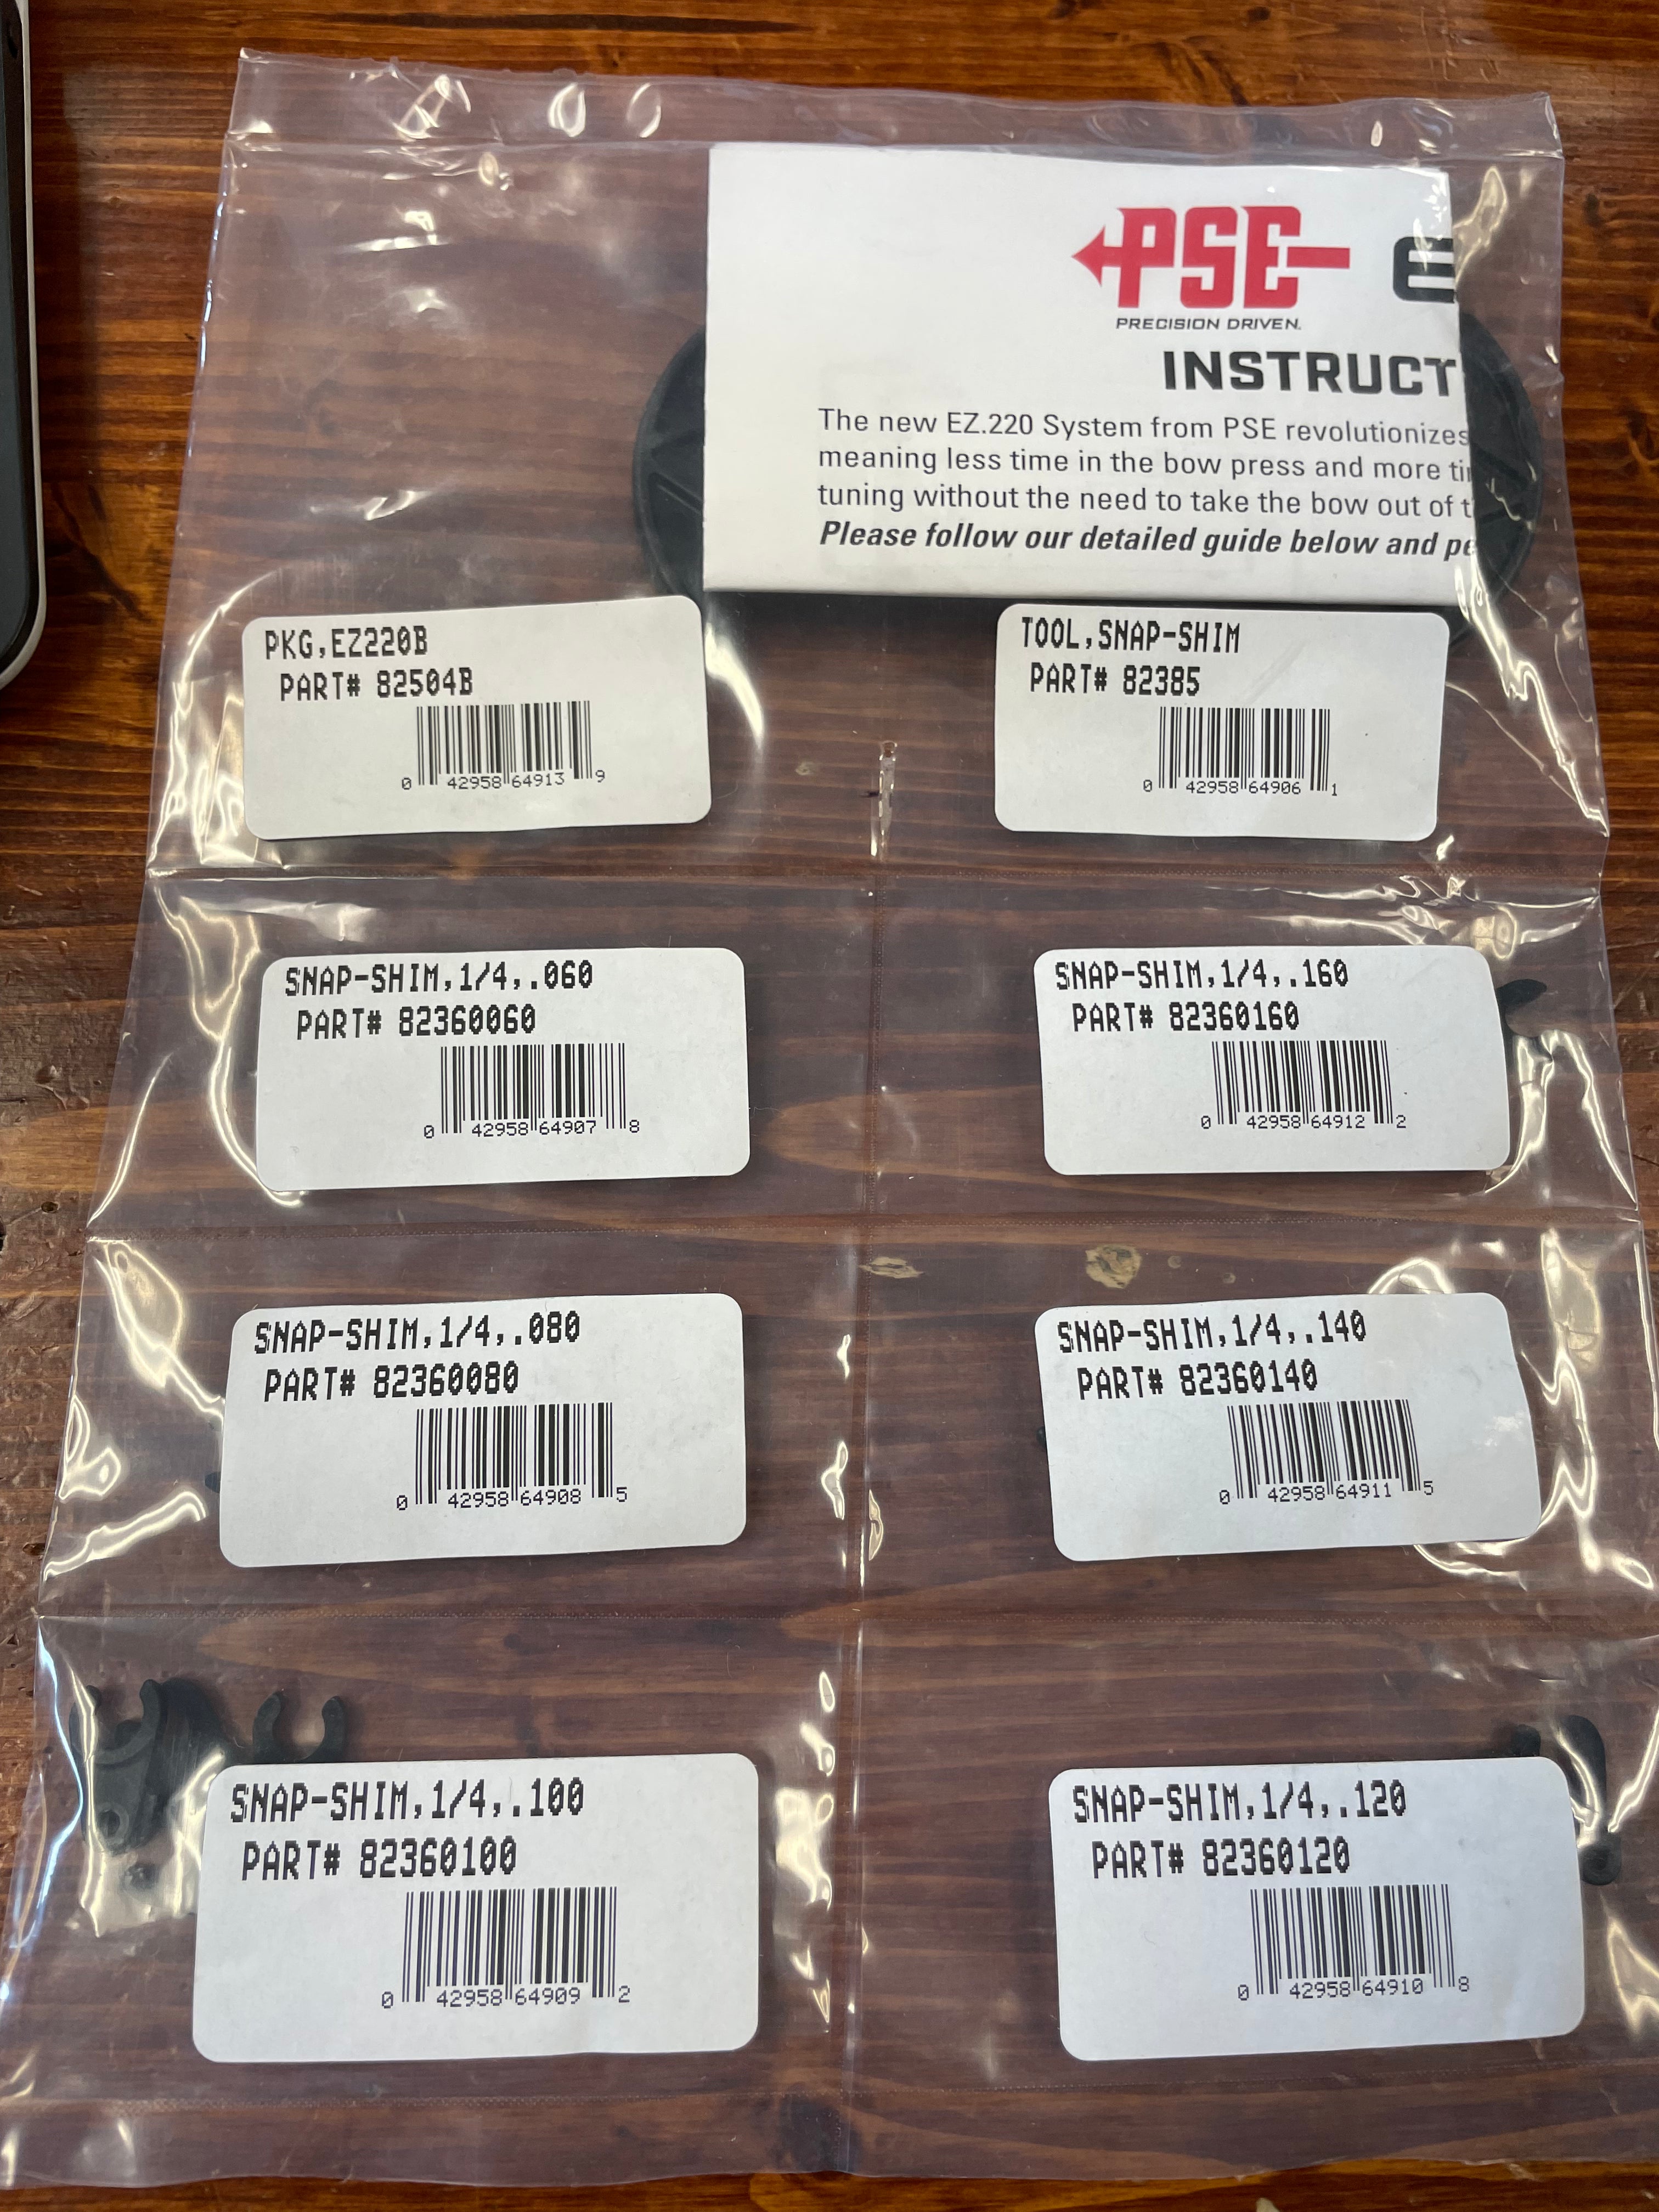 PSE E
PRECISION DRIVEN.
INSTRUCT
The new EZ.220 System from PSE revolutionizes
meaning less time in the bow press and more
tuning without the need to take the bow out of
Please follow our detailed guide below and
PKG,EZ220B
PART# 82504B
0 42958 64913 9
TOOL,SNAP-SHIM
PART# 82385
0 42958 64906 1
SNAP-SHIM,1/4,.060
PART# 82360060
0 42958 64907 8
SNAP-SHIM,1/4,.160
PART# 82360160
0 42958 64912 2
SNAP-SHIM,1/4,.080
PART# 82360080
0 42958 64908 5
SNAP-SHIM,1/4,.140
PART# 82360140
0 42958 64911 5
SNAP-SHIM,1/4,.100
PART# 82360100
0 42958 64909 2
SNAP-SHIM,1/4,.120
PART# 82360120
0 42958 64910 8